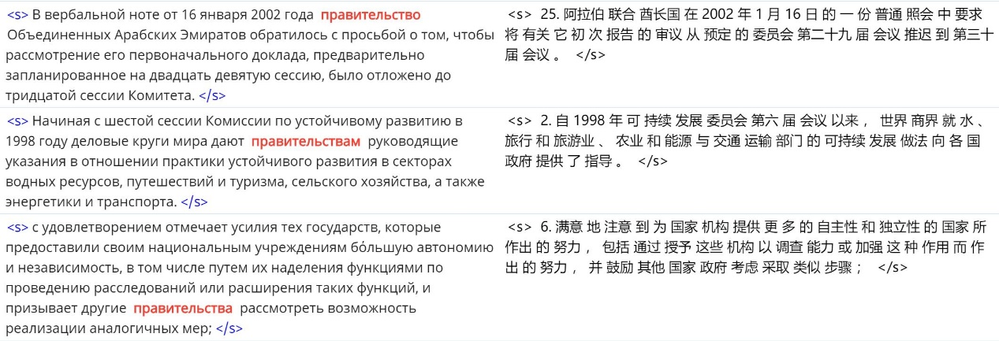 <s> В вербальной ноте от 16 января 2002 года правительство
Объединенных Арабских Эмиратов обратилось с просьбой о том, чтобы
рассмотрение его первоначального доклада, предварительно
запланированное на двадцать девятую сессию, было отложено до
тридцатой сессии Комитета. </s>
<s> 25. 阿拉伯 联合 酋长国 在 2002 年 1 月 16 日 的 一 份 普通 照会 中 要求
将 有关 它 初 次 报告 的 审议 从 预定 的 委员会 第二十九 届 会议 推迟 到 第三十
届 会议 。 </s>
<s> Начиная с шестой сессии Комиссии по устойчивому развитию в
1998 году деловые круги мира дают правительствам руководящие
указания в отношении практики устойчивого развития в секторах
водных ресурсов, путешествий и туризма, сельского хозяйства, а также
энергетики и транспорта. </s>
<s> 2. 自 1998 年 可 持续 发展 委员会 第六 届 会议 以来 , 世界 商界 就 水 、
旅行 和 旅游业 、 农业 和 能源 与 交通 运输 部门 的 可持续 发展 做法 向 各 国
政府 提供 了 指导 。 </s>
<s> с удовлетворением отмечает усилия тех государств, которые
предоставили своим национальным учреждениям бо́льшую автономию
и независимость, в том числе путем их наделения функциями по
проведению расследований или расширения таких функций, и
призывает другие правительства рассмотреть возможность
реализации аналогичных мер; </s>
<s> 6. 满意 地 注意 到 为 国家 机构 提供 更 多 的 自主性 和 独立性 的 国家 所
作出 的 努力 , 包括 通过 授予 这些 机构 以 调查 能力 或 加强 这 种 作用 而 作
出 的 努力 , 并 鼓励 其他 国家 政府 考虑 采取 类似 步骤 ; </s>